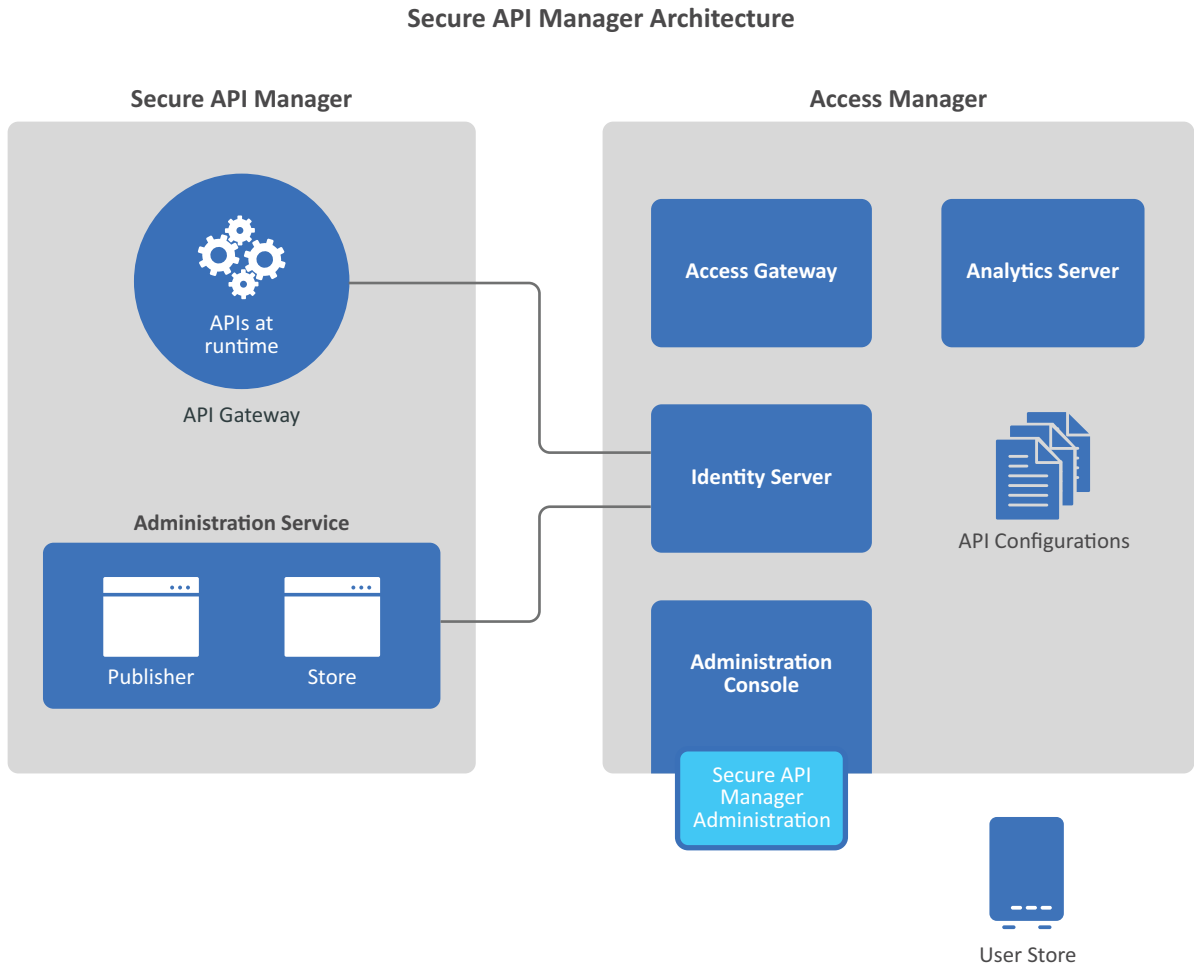 Secure API Manager Architecture
Secure API Manager
APIs at
runtime
API Gateway
Administration Service
Publisher
Store
Access Manager
Access Gateway
Analytics Server
Identity Server
API Configurations
Administration
Console
Secure API
Manager
Administration
User Store